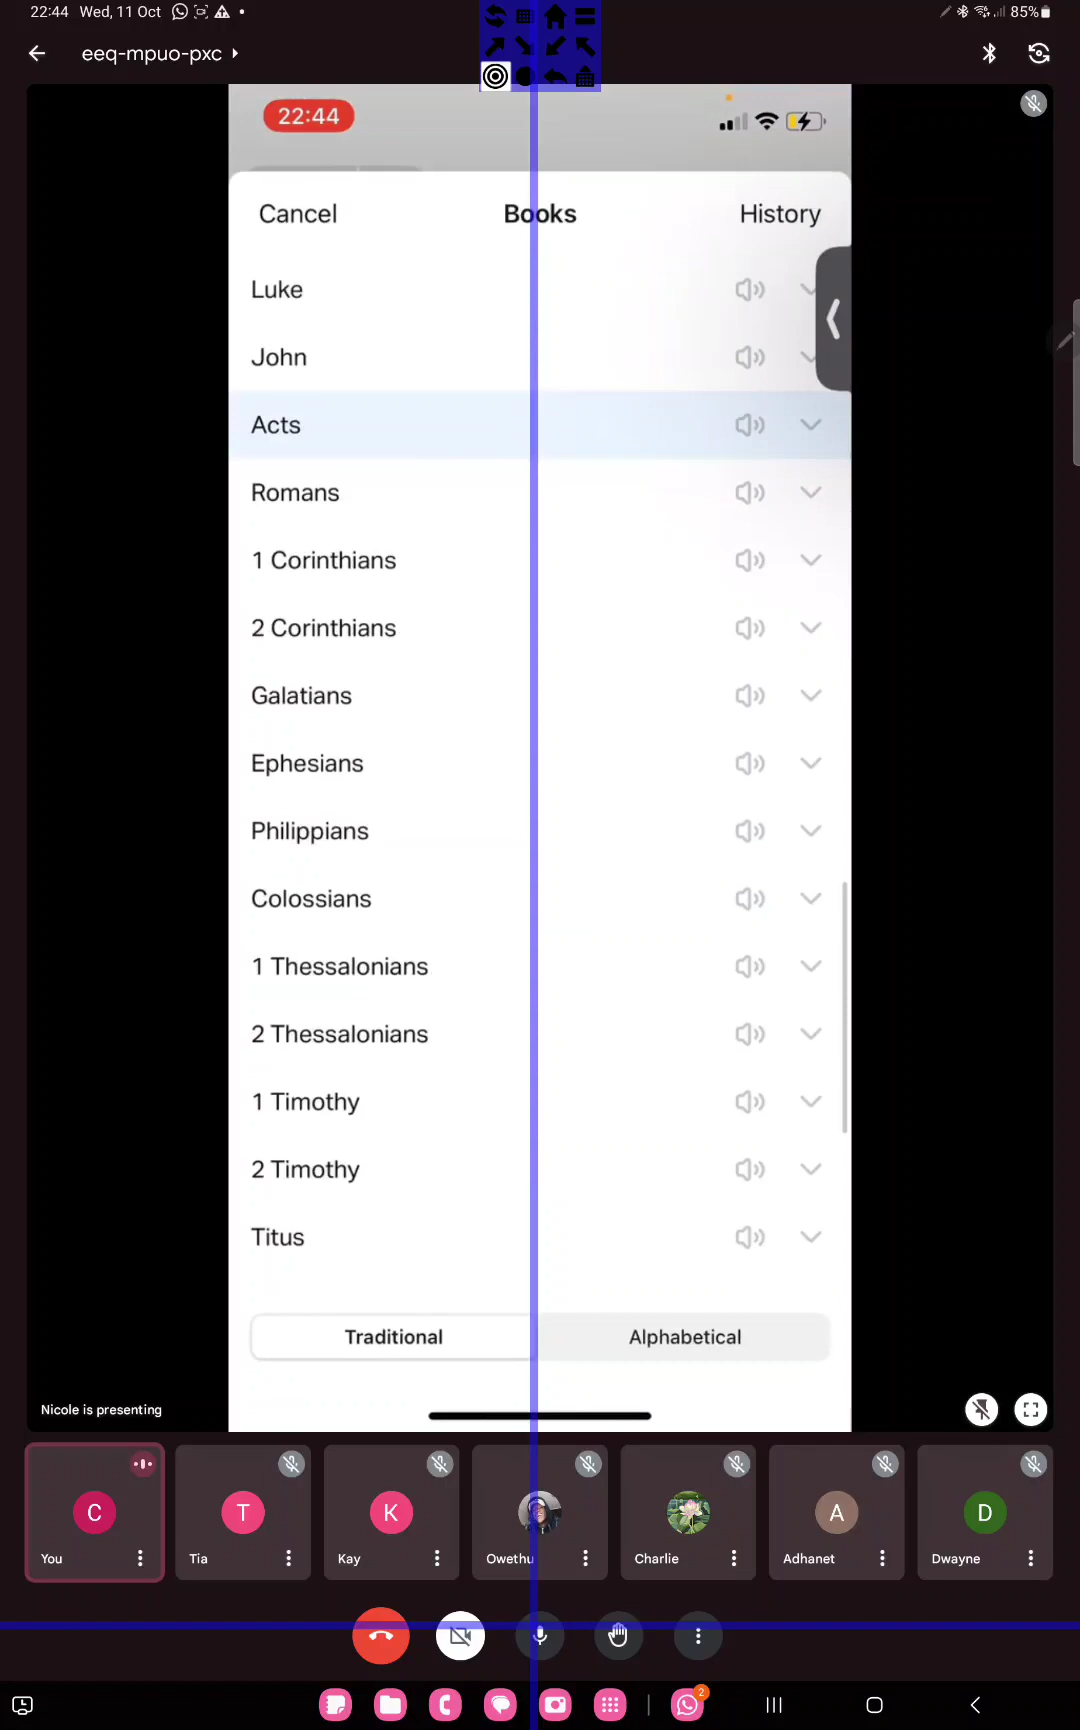 22:44 Wed, 11 Oct 85%
eeq-mpuo-pxc
22:44
Cancel Books History
Luke
John
Acts
Romans
1 Corinthians
2 Corinthians
Galatians
Ephesians
Philippians
Colossians
1 Thessalonians
2 Thessalonians
1 Timothy
2 Timothy
Titus
Traditional Alphabetical
Nicole is presenting
C T K A D
You Tia Kay Owethu Charlie Adhanet Dwayne
2